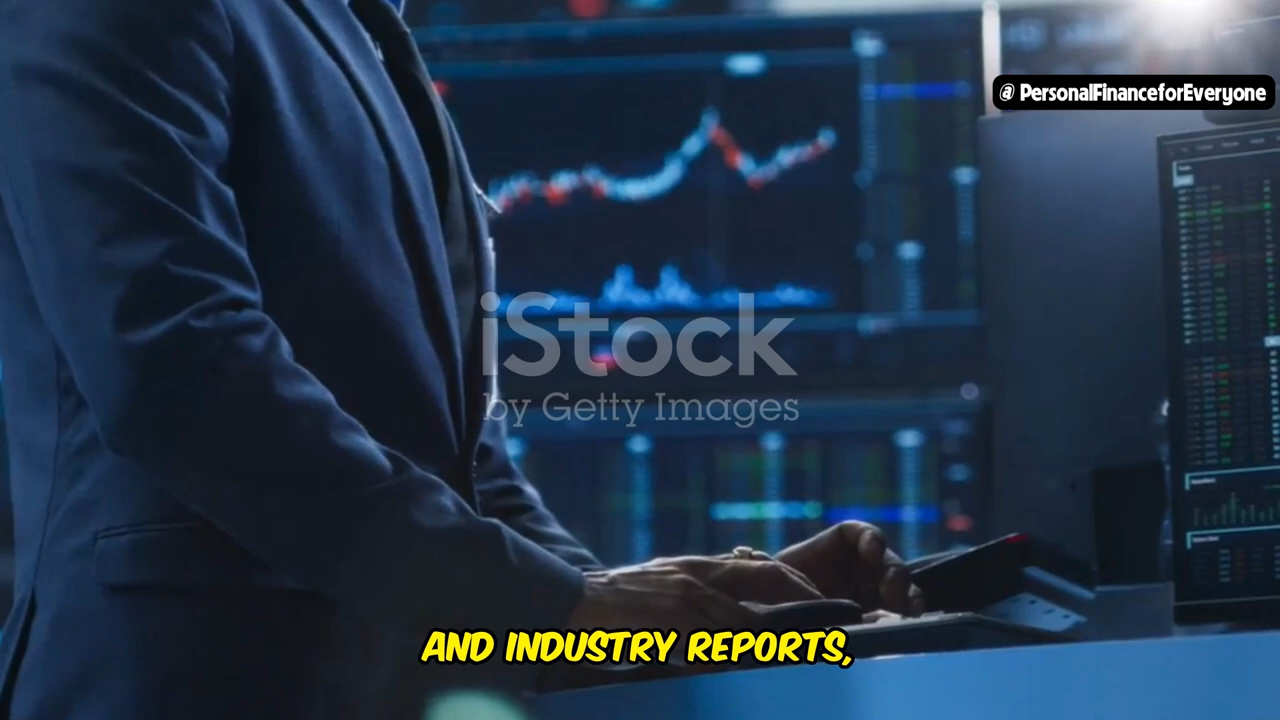 @ PersonalFinanceforEveryone
iStock
by Getty Images
AND INDUSTRY REPORTS,